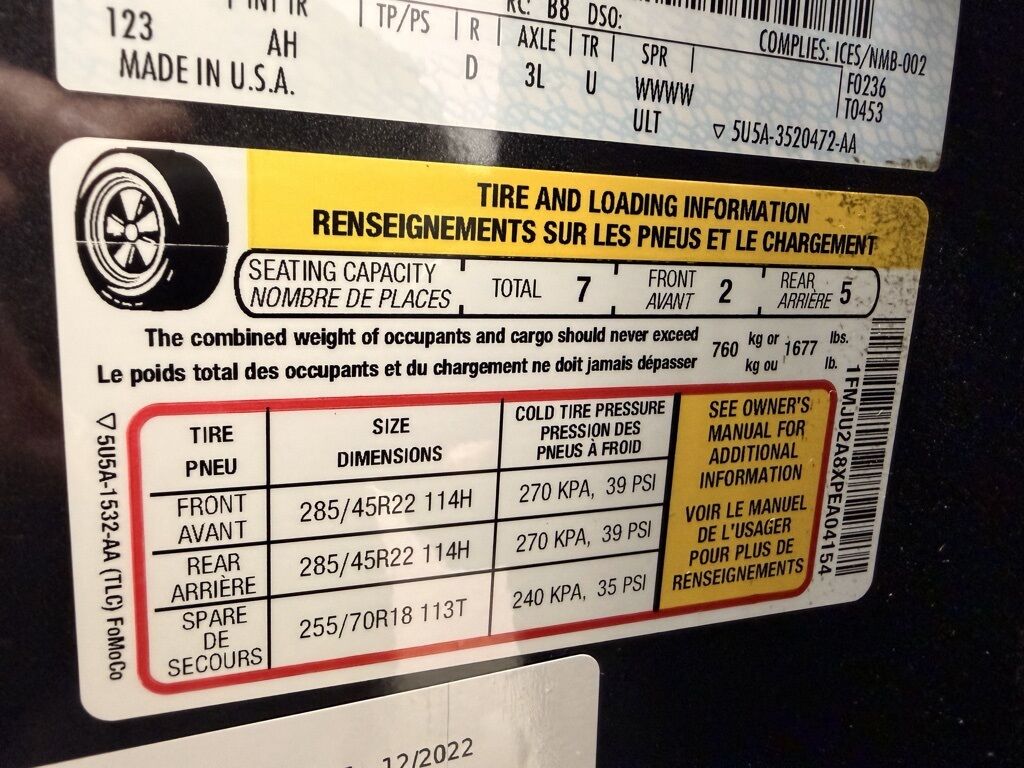 123
AH
TP/PS
R
AXLE
TR
SPR
RC: B8 DSO:
D
3L
U
WWWW
ULT
COMPLIES: ICES/NMB-002
F0236
T0453
MADE IN U.S.A.
▽ 5U5A-3520472-AA
TIRE AND LOADING INFORMATION
RENSEIGNEMENTS SUR LES PNEUS ET LE CHARGEMENT
SEATING CAPACITY
NOMBRE DE PLACES
TOTAL 7
FRONT
AVANT 2
REAR
ARRIÈRE 5
The combined weight of occupants and cargo should never exceed
Le poids total des occupants et du chargement ne doit jamais dépasser
760 kg or
kg ou 1677 lbs.
lb.
TIRE
PNEU
SIZE
DIMENSIONS
COLD TIRE PRESSURE
PRESSION DES
PNEUS À FROID
FRONT
AVANT
285/45R22 114H
270 KPA, 39 PSI
REAR
ARRIÈRE
285/45R22 114H
270 KPA, 39 PSI
SPARE
DE
SECOURS
255/70R18 113T
240 KPA, 35 PSI
SEE OWNER'S
MANUAL FOR
ADDITIONAL
INFORMATION
VOIR LE MANUEL
DE L'USAGER
POUR PLUS DE
RENSEIGNEMENTS
1FMJU2A8XPEA04154
▽ 5U5A-1532-AA (TLC) FoMoCo
12/2022